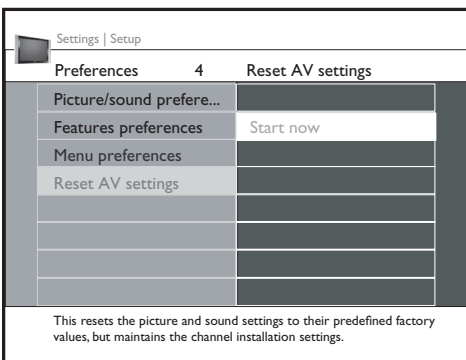 Settings | Setup
Preferences 4 Reset AV settings
Picture/sound prefere...
Features preferences Start now
Menu preferences
Reset AV settings
This resets the picture and sound settings to their predefined factory
values, but maintains the channel installation settings.